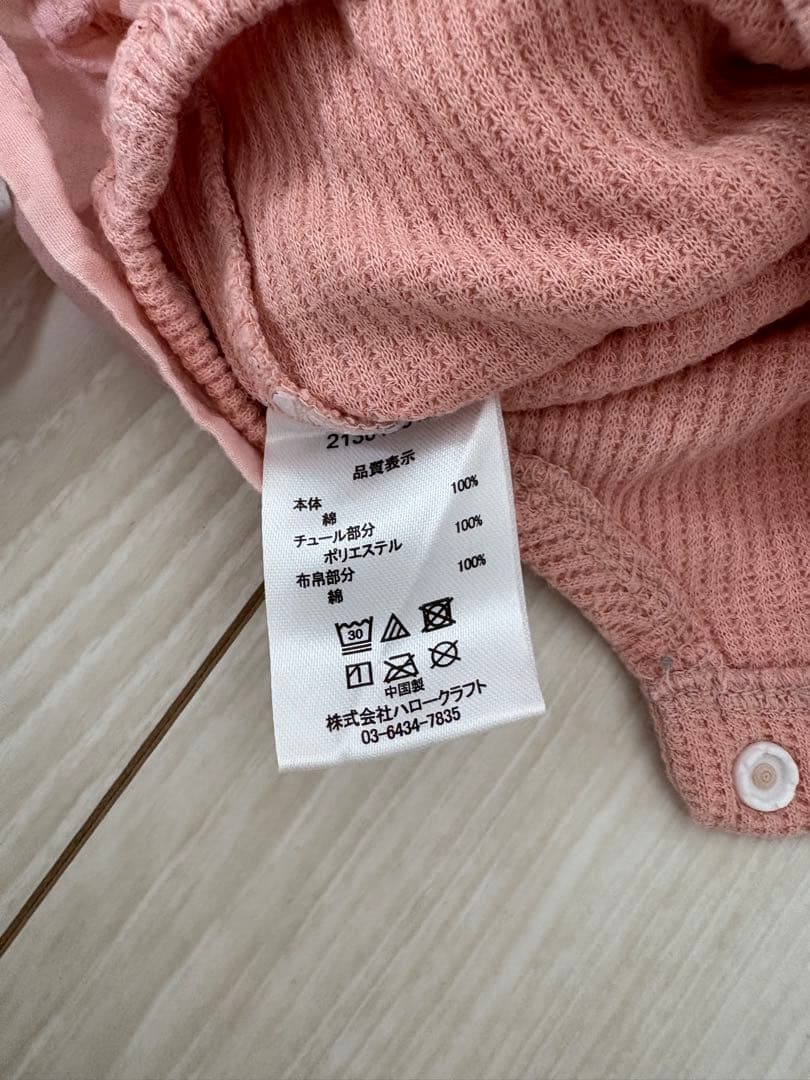 品質表示
本体
綿 100%
チュール部分
ポリエステル 100%
布帛部分
綿 100%
30
中国製
株式会社ハロークラフト
03-6434-7835